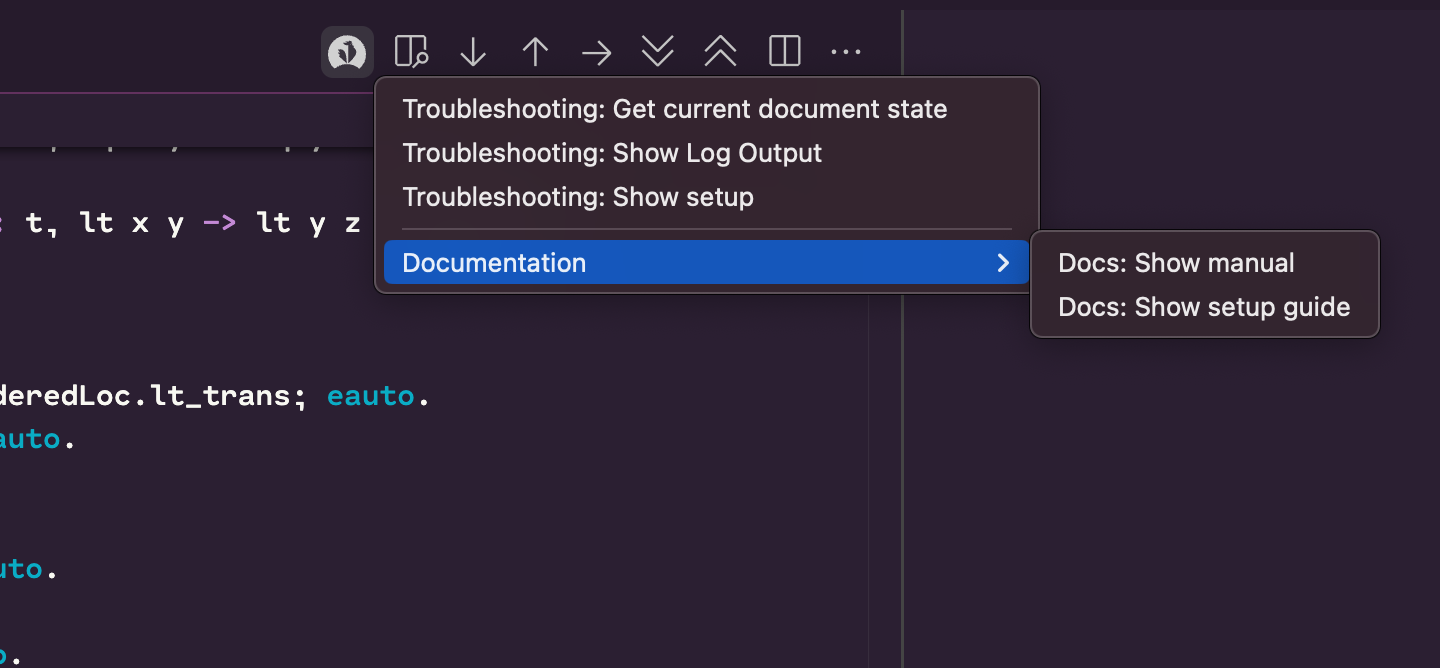 Troubleshooting: Get current document state
Troubleshooting: Show Log Output
Troubleshooting: Show setup
t, lt x y -> lt y z
Documentation
Docs: Show manual
Docs: Show setup guide
deredLoc.lt_trans; eauto.
auto.
uto.
o.